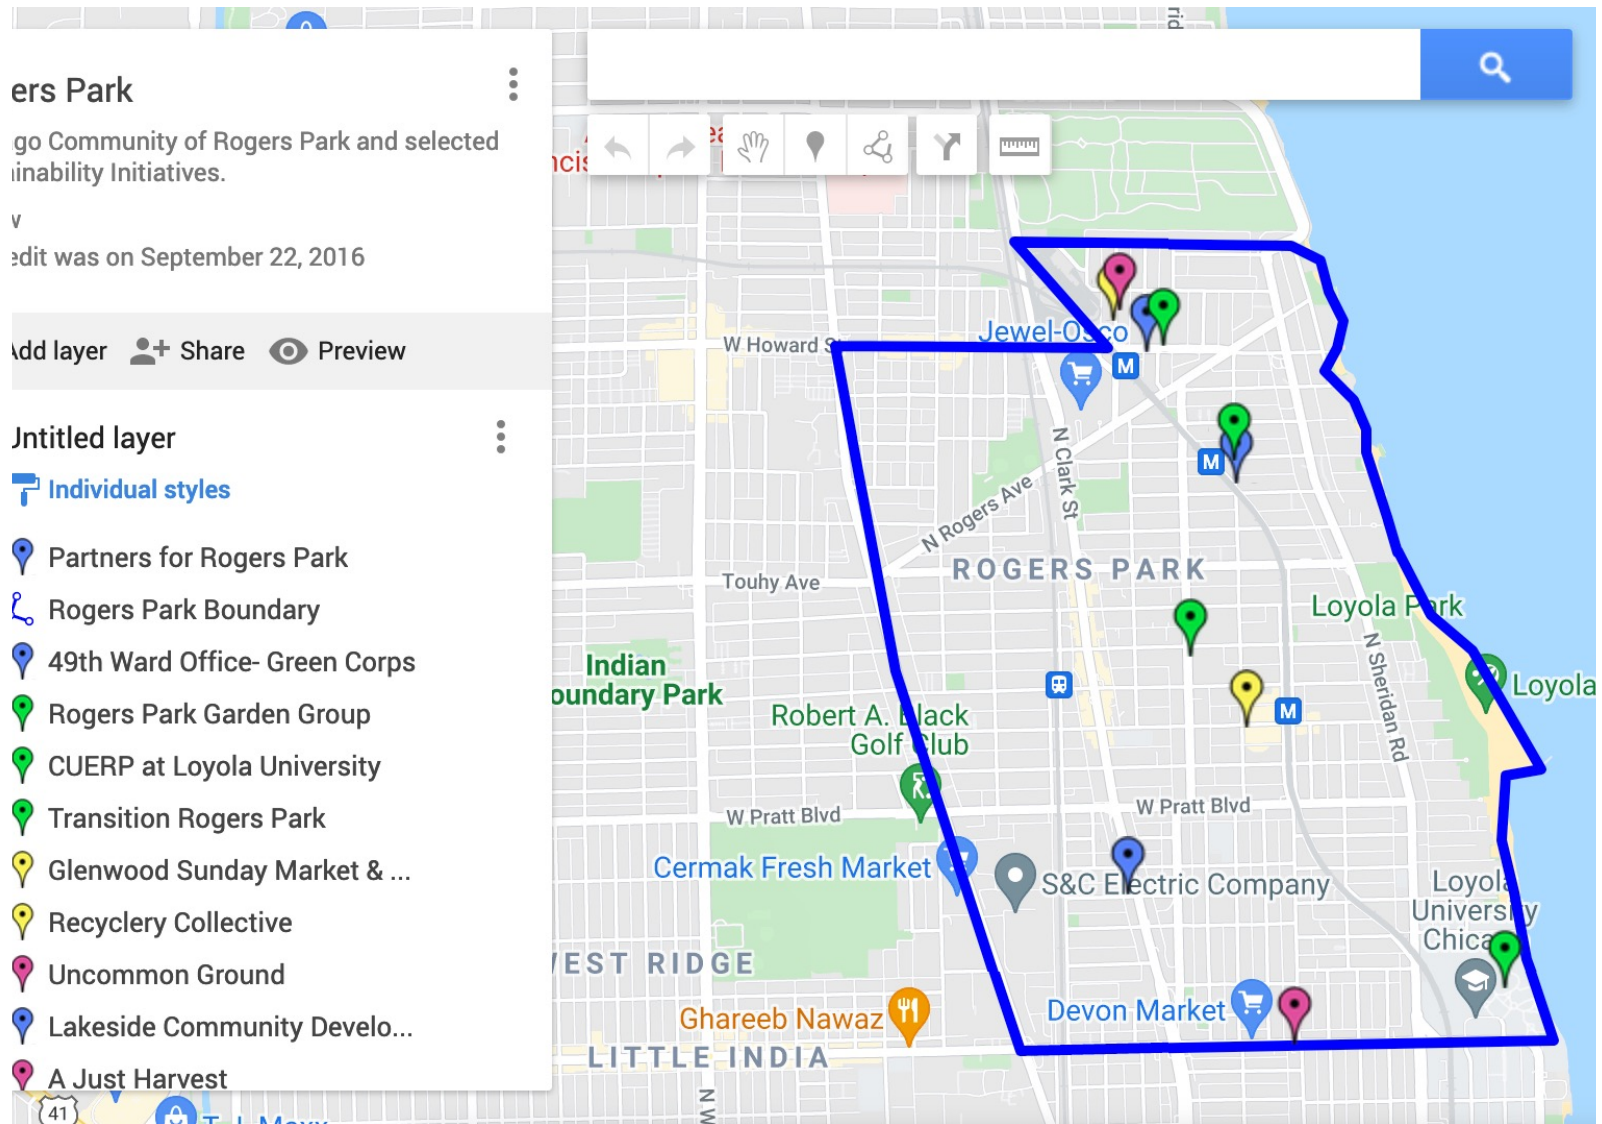 ers Park
go Community of Rogers Park and selected
inability Initiatives.
w
edit was on September 22, 2016
Add layer
Share
Preview
Untitled layer
Individual styles
Partners for Rogers Park
Rogers Park Boundary
49th Ward Office- Green Corps
Rogers Park Garden Group
CUERP at Loyola University
Transition Rogers Park
Glenwood Sunday Market & ...
Recyclery Collective
Uncommon Ground
Lakeside Community Develo...
A Just Harvest
41
T.J. Maxx
Jewel-Osco
W Howard St
M
N Clark St
M
N Rogers Ave
ROGERS PARK
Touhy Ave
Loyola Park
N Sheridan Rd
Indian
oundary Park
Loyola
M
Robert A. Black
Golf Club
W Pratt Blvd
W Pratt Blvd
Cermak Fresh Market
S&C Electric Company
Loyola
University
Chica
WEST RIDGE
Devon Market
Ghareeb Nawaz
LITTLE INDIA
N W